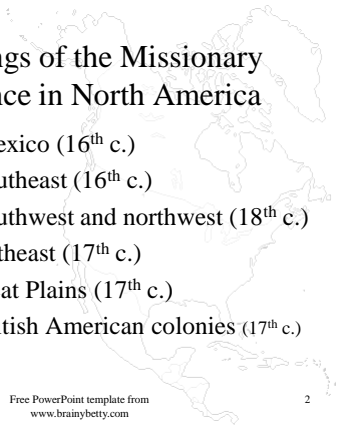 ngs of the Missionary
nce in North America
exico (16th c.)
utheast (16th c.)
uthwest and northwest (18th c.)
theast (17th c.)
at Plains (17th c.)
itish American colonies (17th c.)
Free PowerPoint template from
www.brainybetty.com
2